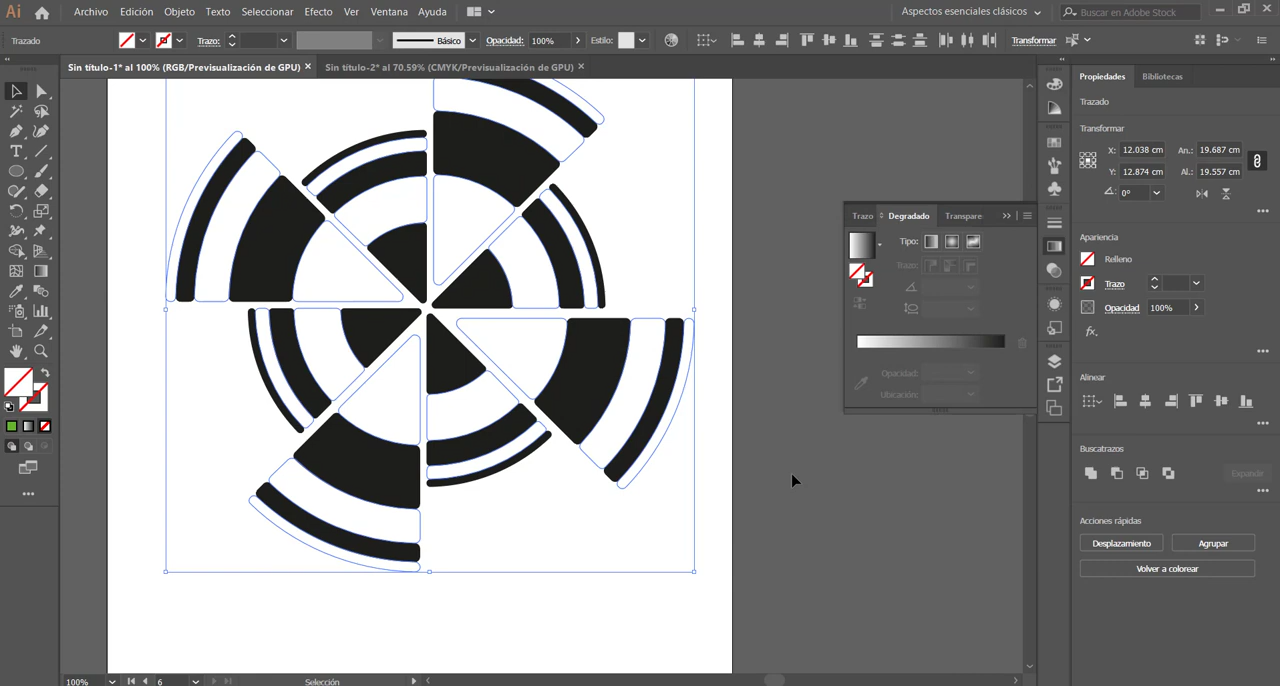 Ai Archivo Edición Objeto Texto Seleccionar Efecto Ver Ventana Ayuda Aspectos esenciales clásicos Buscar en Adobe Stock
Trazado Trazo: Básico Opacidad: 100% Estilo: Transformar
Sin título-1* al 100% (RGB/Previsualización de GPU) Sin título-2* al 70.59% (CMYK/Previsualización de GPU)
Propiedades Bibliotecas
Trazado
Transformar
X: 12.038 cm An.: 19.687 cm
Y: 12.874 cm Al.: 19.557 cm
0°
Trazo Degradado Transpare
Tipo:
Trazo:
Opacidad:
Ubicación:
Apariencia
Relleno
Trazo
Opacidad 100%
fx.
Alinear
Buscatrazos
Expandir
Acciones rápidas
Desplazamiento Agrupar
Volver a colorear
100% 6 Selección